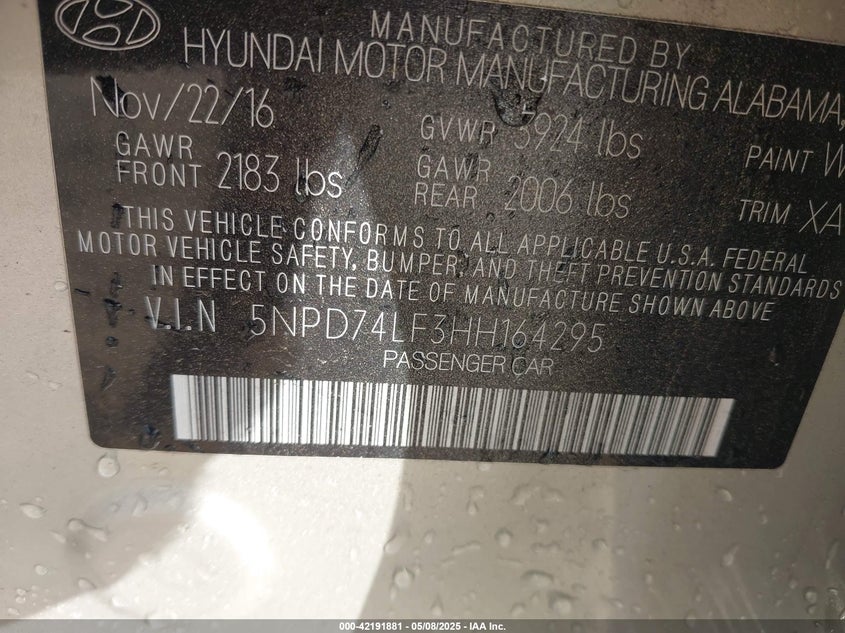 MANUFACTURED BY
HYUNDAI MOTOR MANUFACTURING ALABAMA,
Nov/22/16 GVWR 3924 lbs PAINT W
GAWR FRONT 2183 lbs GAWR REAR 2006 lbs TRIM XA
THIS VEHICLE CONFORMS TO ALL APPLICABLE U.S.A. FEDERAL
MOTOR VEHICLE SAFETY, BUMPER, AND THEFT PREVENTION STANDARDS
IN EFFECT ON THE DATE OF MANUFACTURE SHOWN ABOVE
V.I.N 5NPD74LF3HH164295
PASSENGER CAR
000-42191881 | 05/08/2025 | IAA Inc.